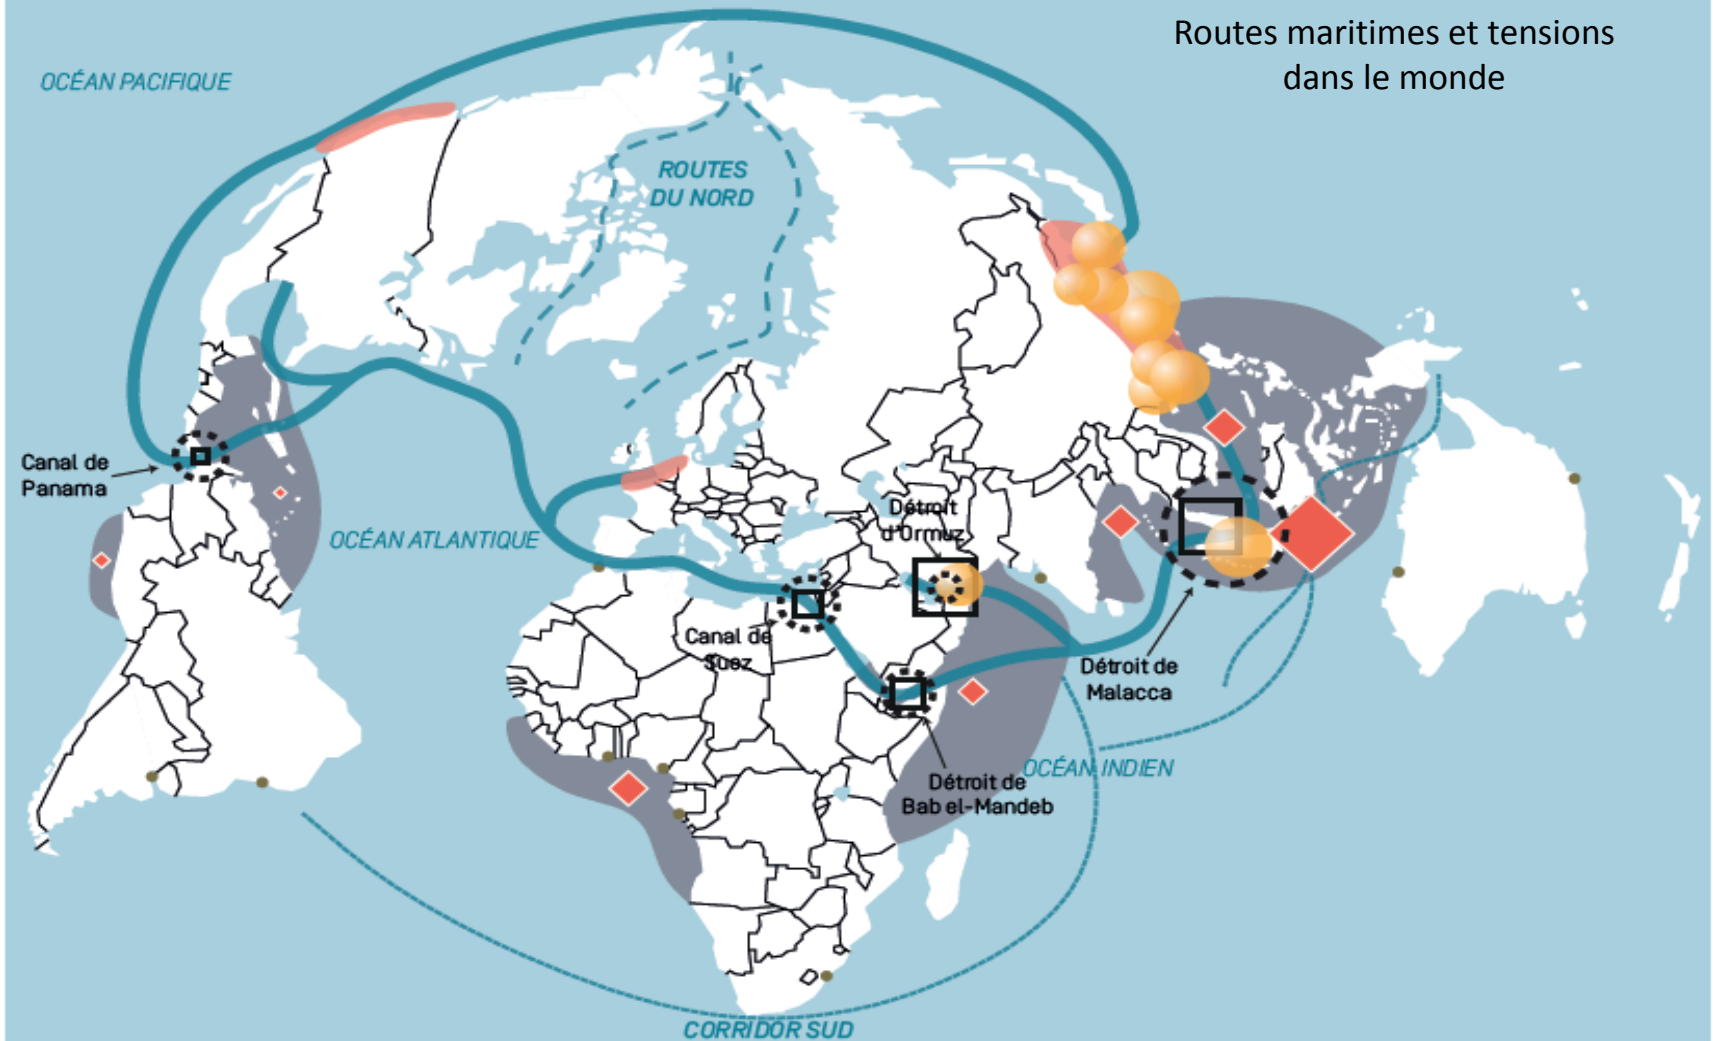 Routes maritimes et tensions
dans le monde
OCÉAN PACIFIQUE
ROUTES
DU NORD
Canal de
Panama
OCÉAN ATLANTIQUE
Détroit
d'Ormuz
Canal de
Suez
Détroit de
Malacca
OCÉAN INDIEN
Détroit de
Bab el-Mandeb
CORRIDOR SUD